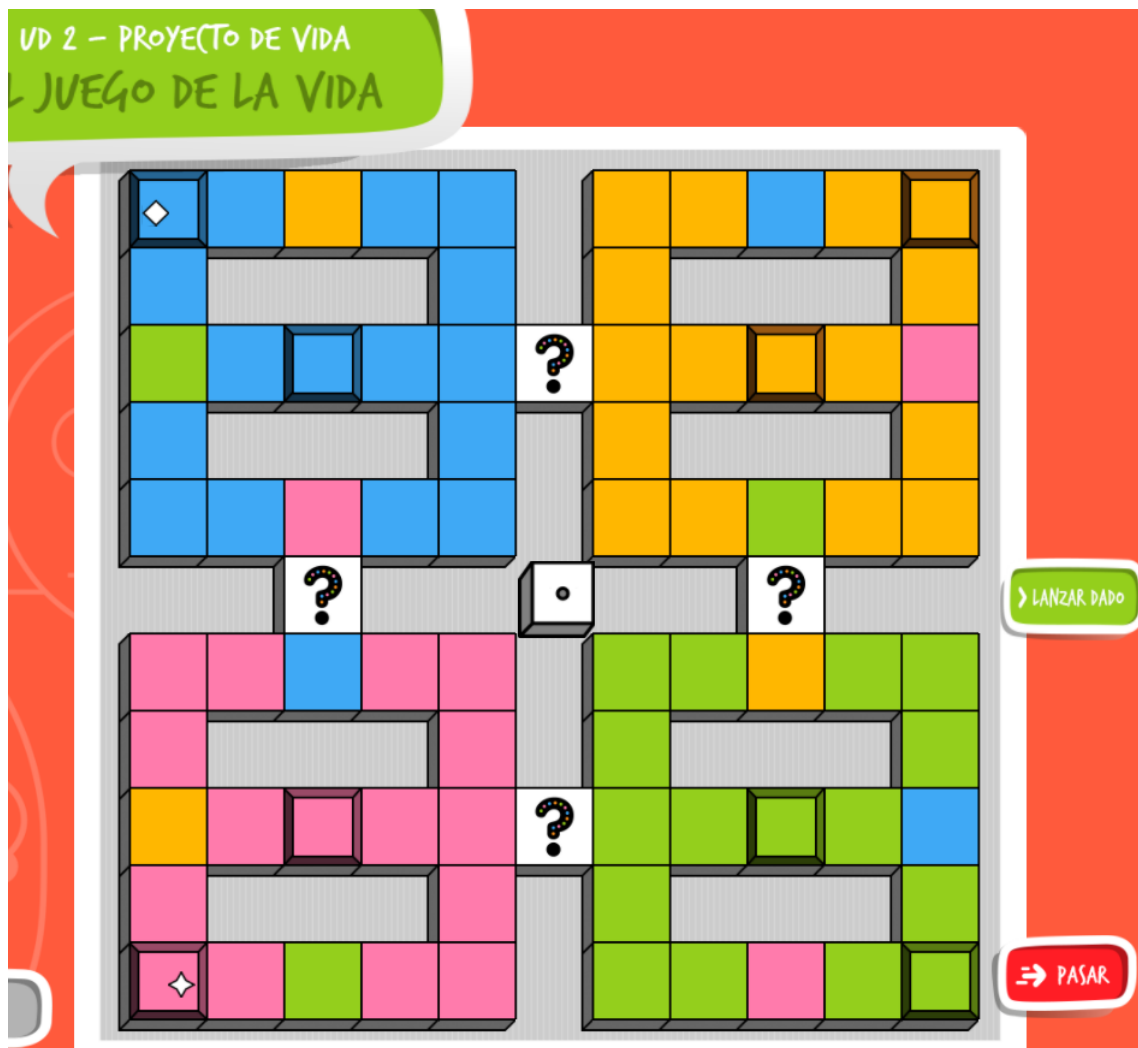 UD 2 – PROYECTO DE VIDA
L JUEGO DE LA VIDA
?
?
?
> LANZAR DADO
?
PASAR